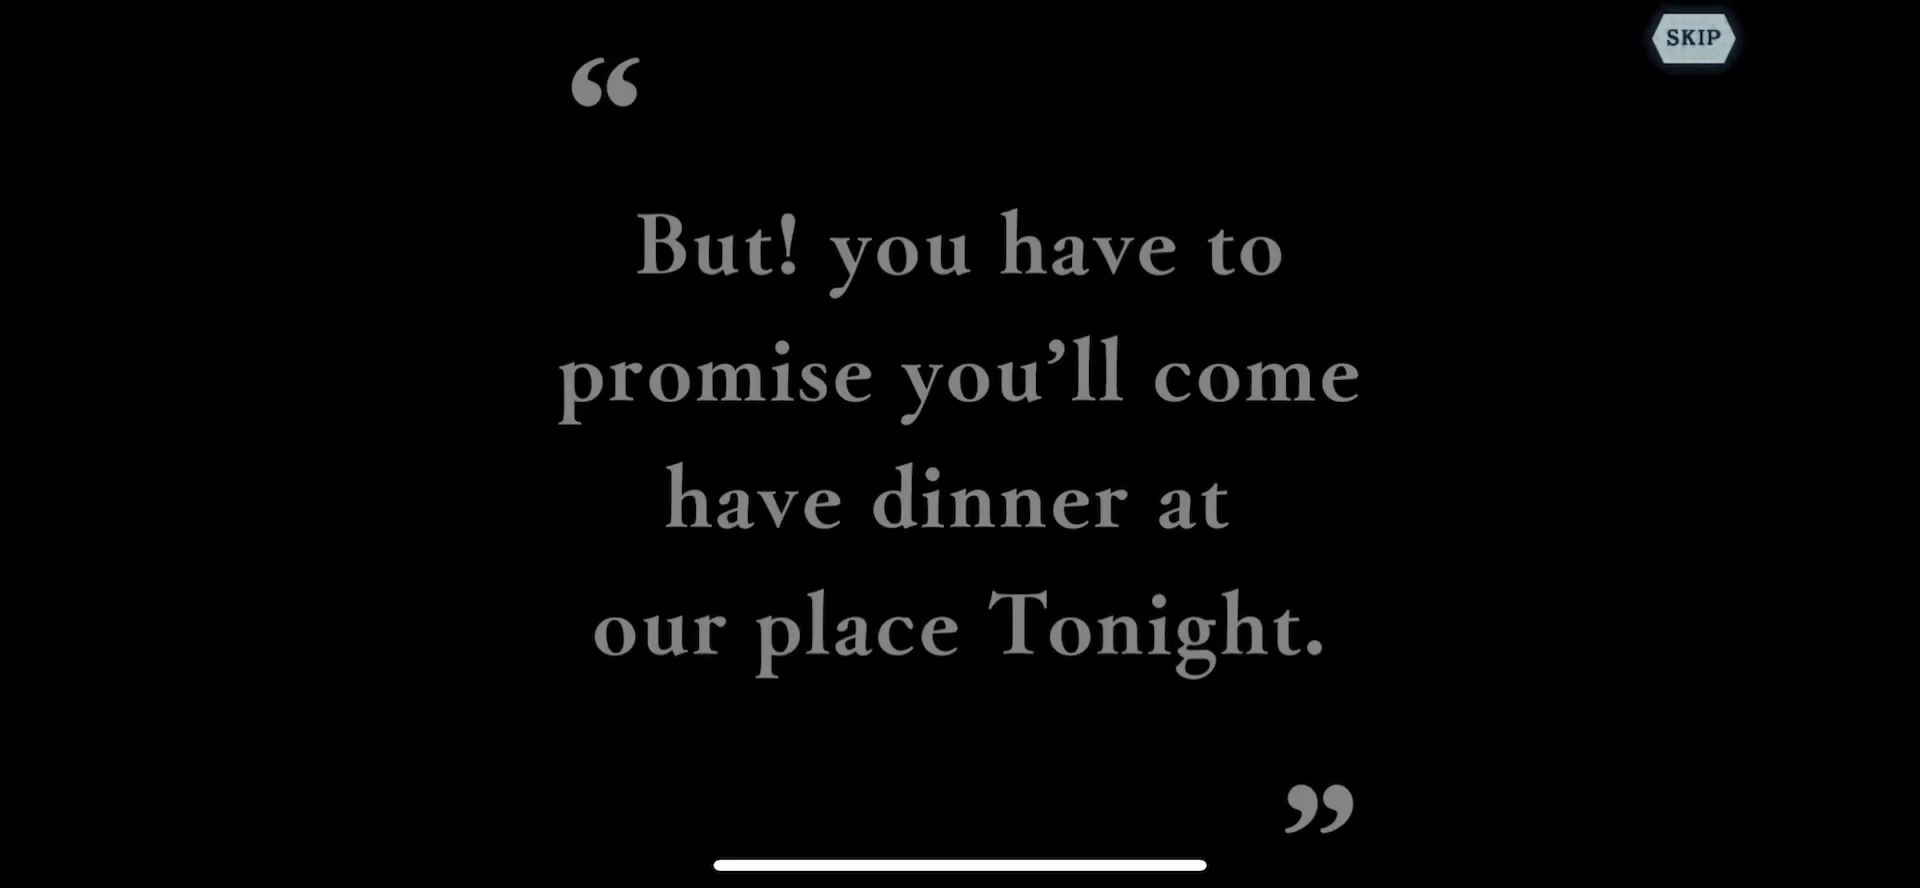 SKIP
“
But! you have to
promise you’ll come
have dinner at
our place Tonight.
”